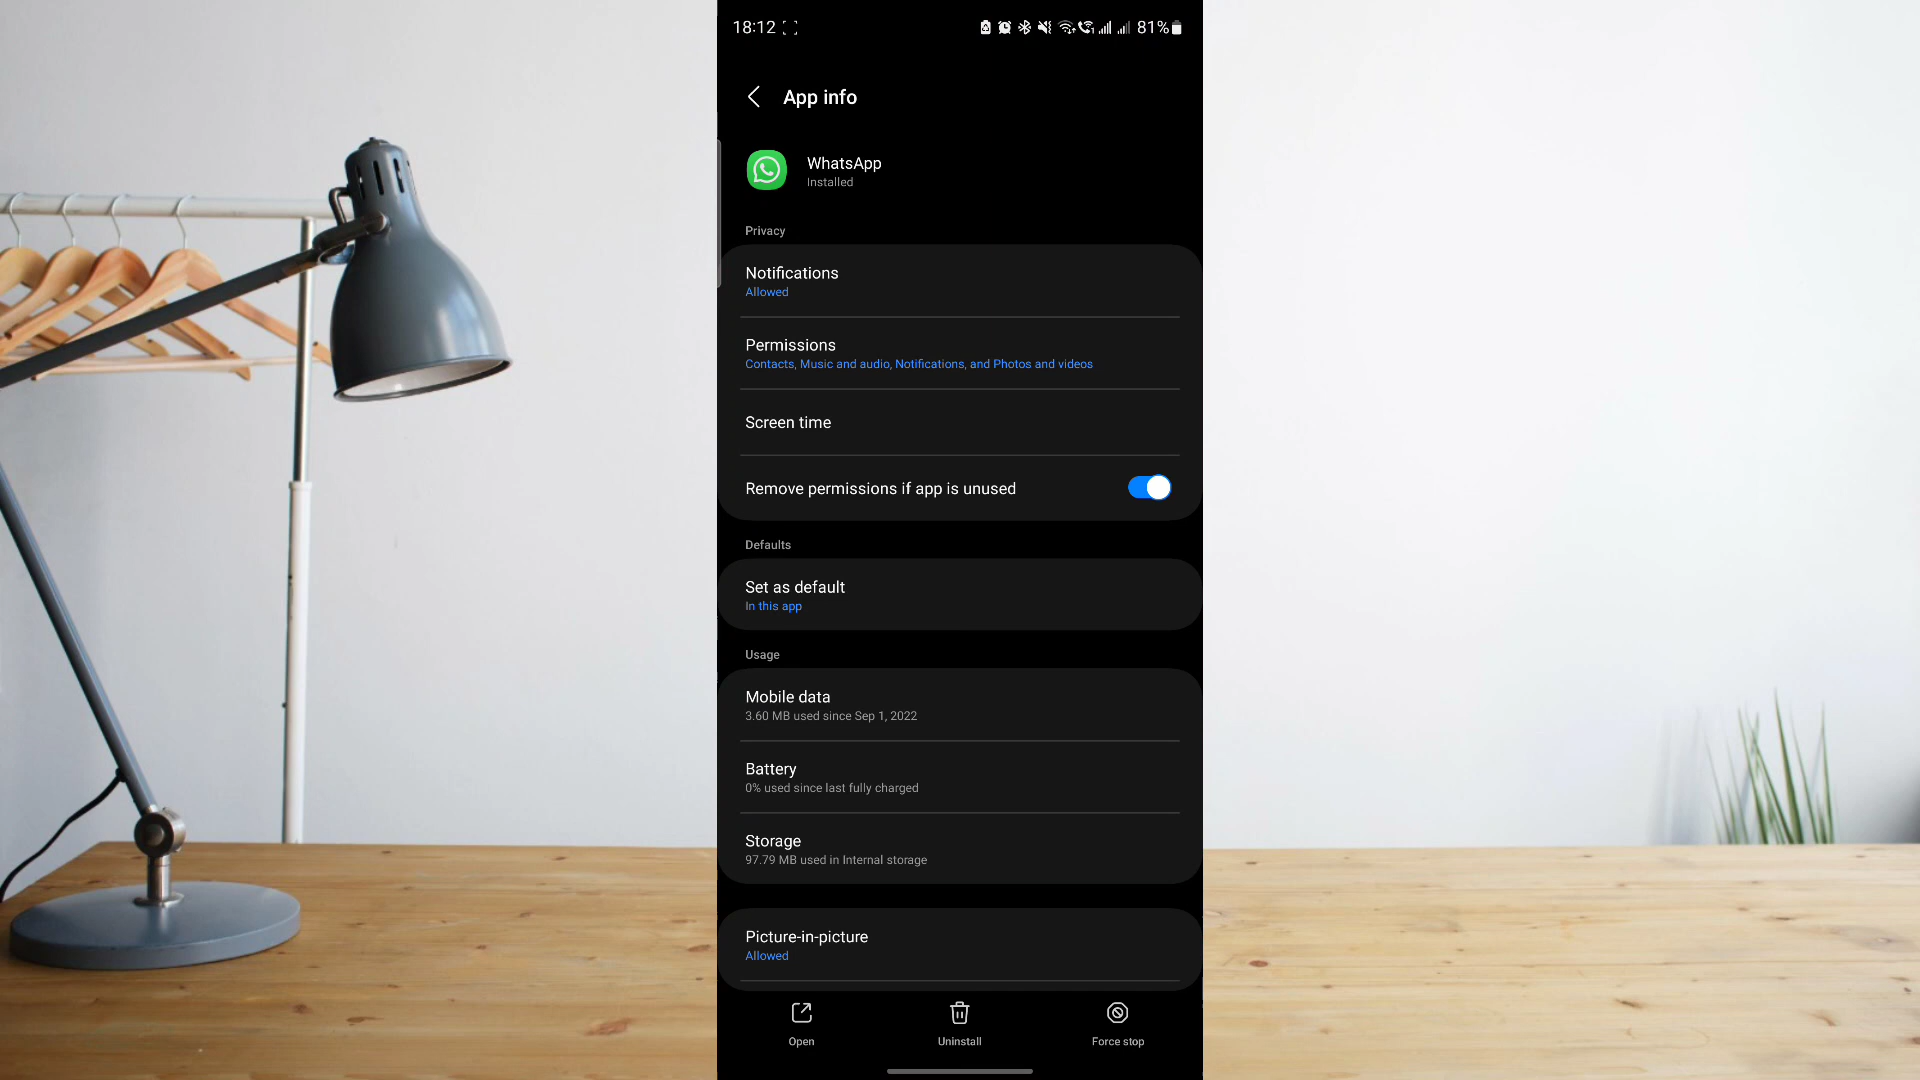 18:12 81%
App info
WhatsApp
Installed
Privacy
Notifications
Allowed
Permissions
Contacts, Music and audio, Notifications, and Photos and videos
Screen time
Remove permissions if app is unused
Defaults
Set as default
In this app
Usage
Mobile data
3.60 MB used since Sep 1, 2022
Battery
0% used since last fully charged
Storage
97.79 MB used in Internal storage
Picture-in-picture
Allowed
Open Uninstall Force stop